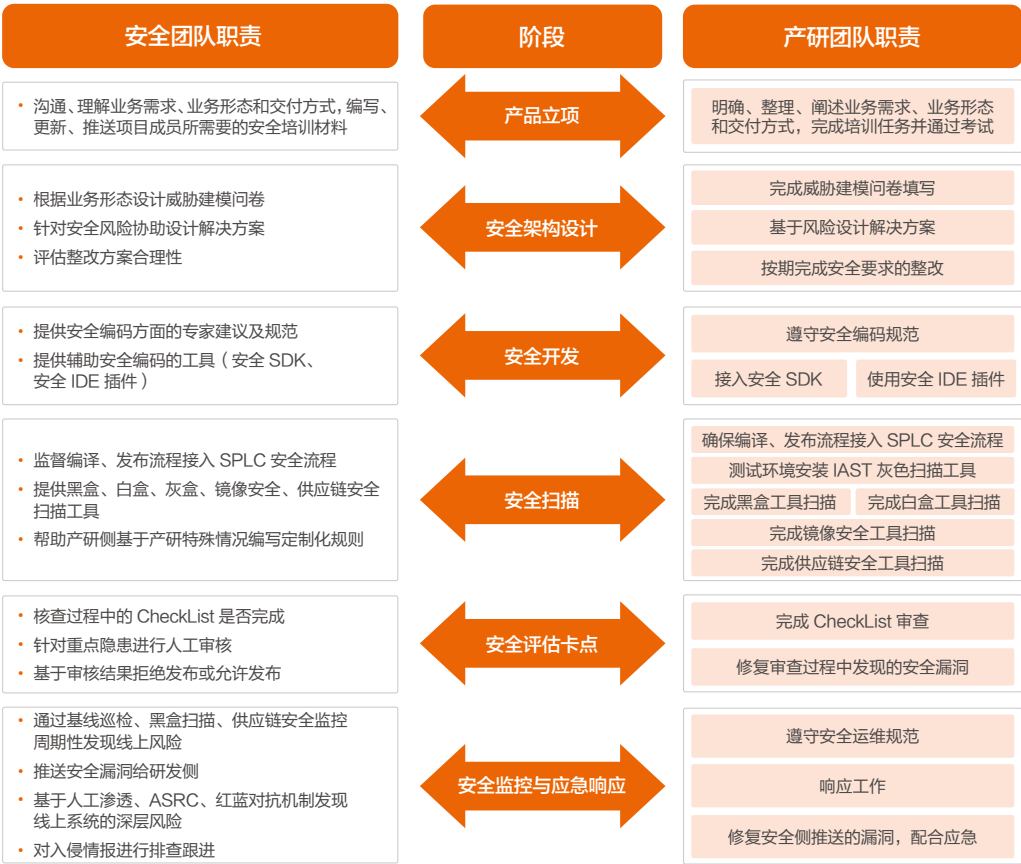 安全团队职责
阶段
产研团队职责
• 沟通、理解业务需求、业务形态和交付方式，编写、
更新、推送项目成员所需要的安全培训材料
产品立项
明确、整理、阐述业务需求、业务形态
和交付方式，完成培训任务并通过考试
• 根据业务形态设计威胁建模问卷
• 针对安全风险协助设计解决方案
• 评估整改方案合理性
安全架构设计
完成威胁建模问卷填写
基于风险设计解决方案
按期完成安全要求的整改
• 提供安全编码方面的专家建议及规范
• 提供辅助安全编码的工具（安全 SDK、
安全 IDE 插件）
安全开发
遵守安全编码规范
接入安全 SDK
使用安全 IDE 插件
• 监督编译、发布流程接入 SPLC 安全流程
• 提供黑盒、白盒、灰盒、镜像安全、供应链安全
扫描工具
• 帮助产研侧基于产研特殊情况编写定制化规则
安全扫描
确保编译、发布流程接入 SPLC 安全流程
测试环境安装 IAST 灰色扫描工具
完成黑盒工具扫描
完成白盒工具扫描
完成镜像安全工具扫描
完成供应链安全工具扫描
• 核查过程中的 CheckList 是否完成
• 针对重点隐患进行人工审核
• 基于审核结果拒绝发布或允许发布
安全评估卡点
完成 CheckList 审查
修复审查过程中发现的安全漏洞
• 通过基线巡检、黑盒扫描、供应链安全监控
周期性发现线上风险
• 推送安全漏洞给研发侧
• 基于人工渗透、ASRC、红蓝对抗机制发现
线上系统的深层风险
• 对入侵情报进行排查跟进
安全监控与应急响应
遵守安全运维规范
响应工作
修复安全侧推送的漏洞，配合应急